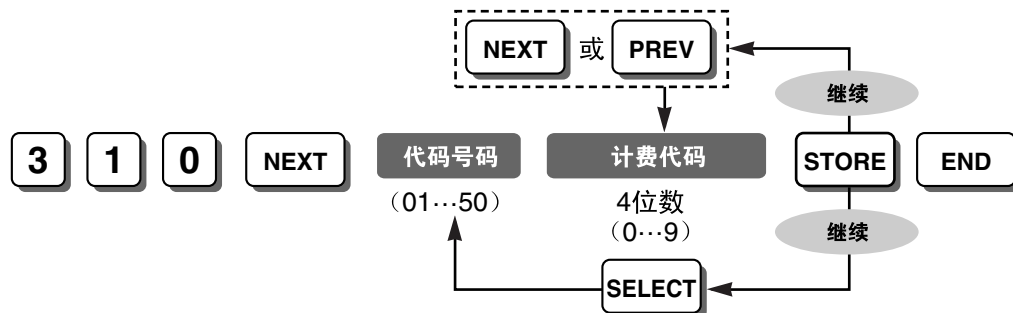 NEXT 或 PREV
继续
3 1 0 NEXT 代码号码 计费代码 STORE END
（01…50） 4位数
（0…9）
继续
SELECT